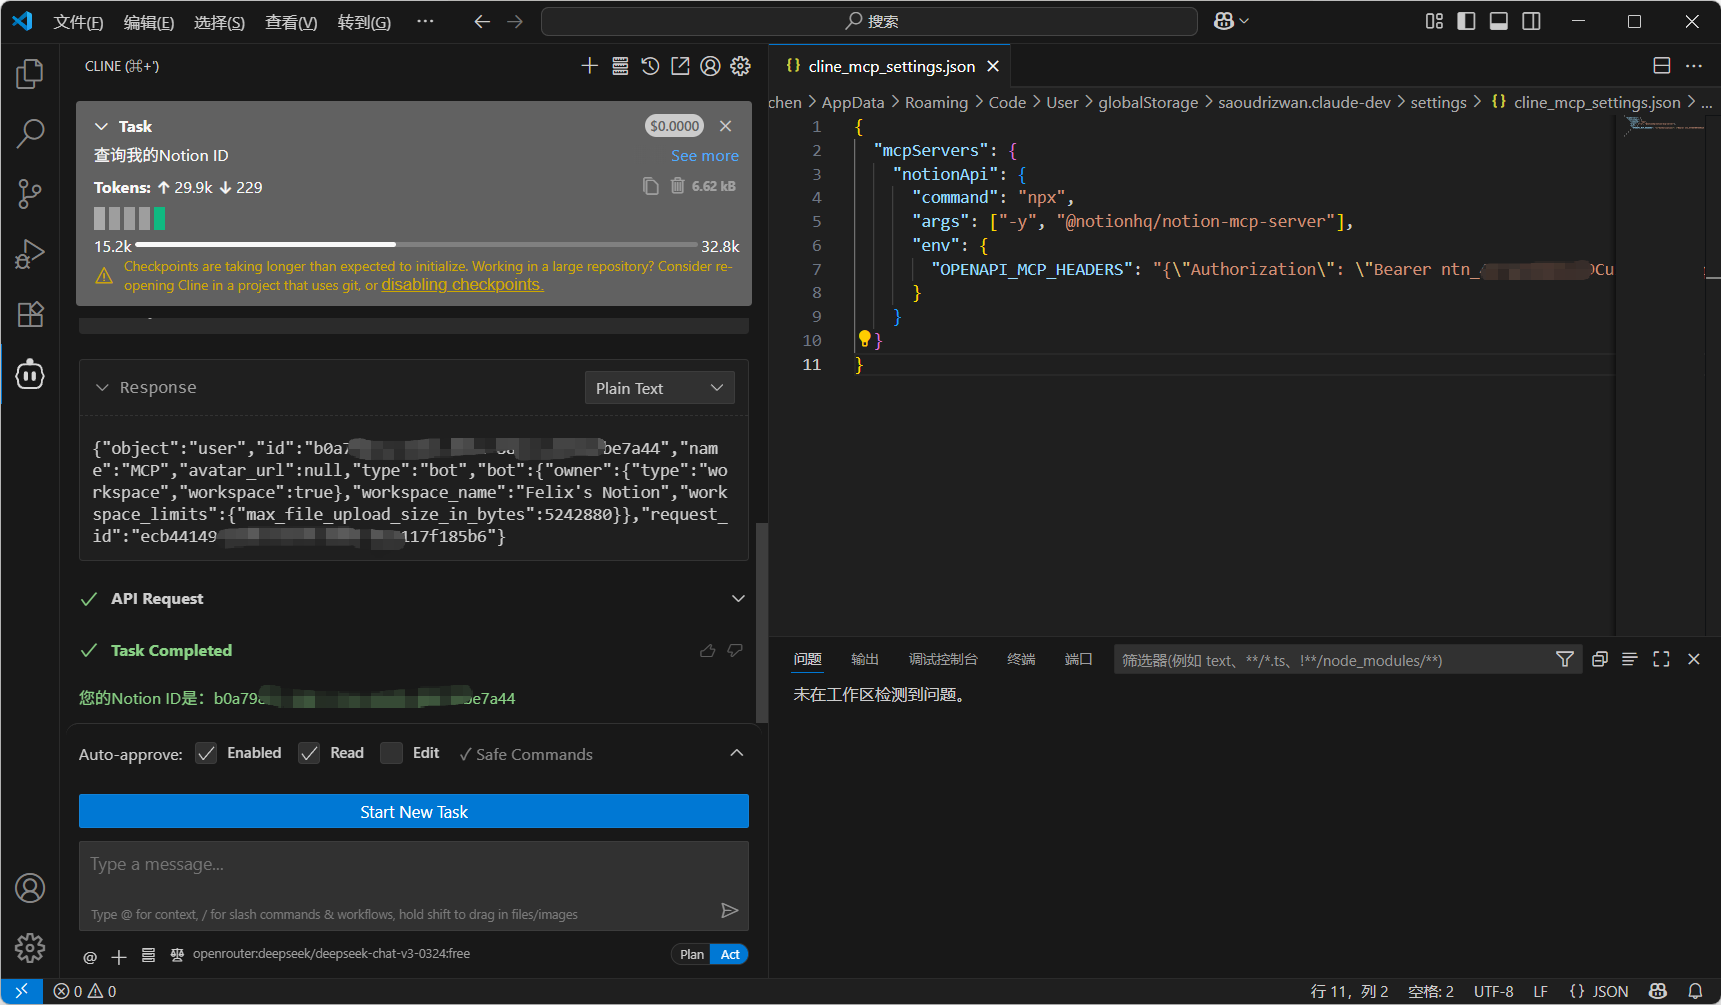 文件(F) 编辑(E) 选择(S) 查看(V) 转到(G) ··· 搜索
CLINE (⌘+')
Task $0.0000
查询我的Notion ID See more
Tokens: ↑ 29.9k ↓ 229 6.62 kB
15.2k 32.8k
Checkpoints are taking longer than expected to initialize. Working in a large repository? Consider re-
opening Cline in a project that uses git, or disabling checkpoints.
Response Plain Text
{"object":"user","id":"b0a7 be7a44","nam
e":"MCP","avatar_url":null,"type":"bot","bot":{"owner":{"type":"wo
rkspace","workspace":true},"workspace_name":"Felix's Notion","work
space_limits":{"max_file_upload_size_in_bytes":5242880}},"request_
id":"ecb44149 117f185b6"}
API Request
Task Completed
您的Notion ID是：b0a79 be7a44
Auto-approve: Enabled Read Edit ✓ Safe Commands
Start New Task
Type a message...
Type @ for context, / for slash commands & workflows, hold shift to drag in files/images
@ openrouter:deepseek/deepseek-chat-v3-0324:free Plan Act
{} cline_mcp_settings.json
chen > AppData > Roaming > Code > User > globalStorage > saoudrizwan.claude-dev > settings > {} cline_mcp_settings.json > ...
1 {
2 "mcpServers": {
3 "notionApi": {
4 "command": "npx",
5 "args": ["-y", "@notionhq/notion-mcp-server"],
6 "env": {
7 "OPENAPI_MCP_HEADERS": "{\"Authorization\": \"Bearer ntn_ Cu
8 }
9 }
10 }
11 }
问题 输出 调试控制台 终端 端口 筛选器(例如 text、**/*.ts、!**/node_modules/**)
未在工作区检测到问题。
0 0 行 11，列 2 空格: 2 UTF-8 LF {} JSON